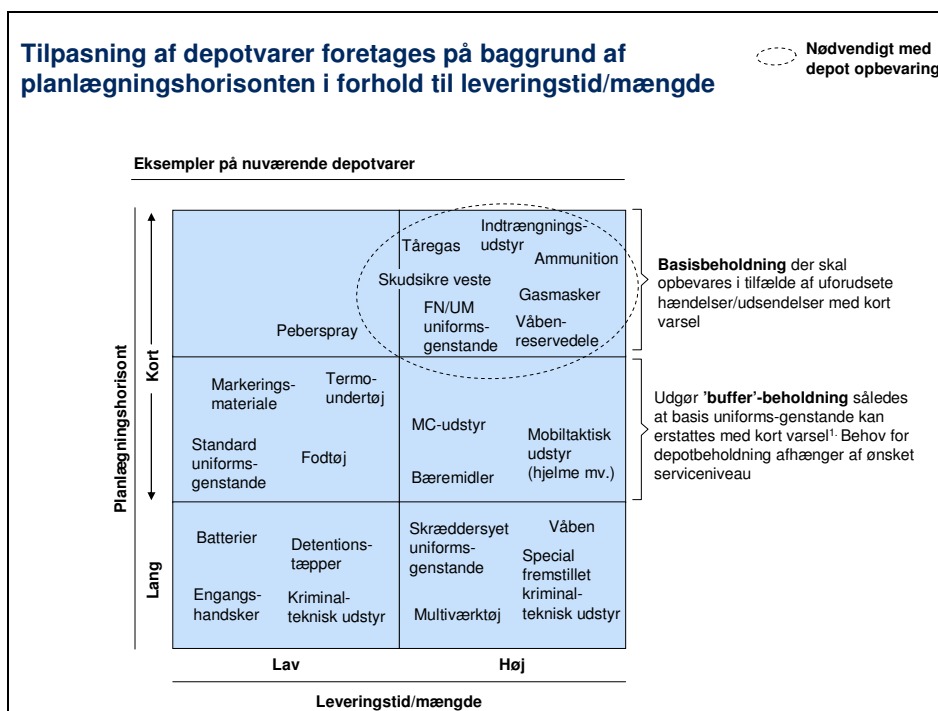 Tilpasning af depotvarer foretages på baggrund af
planlægningshorisonten i forhold til leveringstid/mængde
Nødvendigt med
depot opbevaring
Eksempler på nuværende depotvarer
Planlægningshorisont
Kort
Lang
Tåregas
Indtrængnings-
udstyr
Ammunition
Skudsikre veste
Gasmasker
FN/UM
uniforms-
genstande
Våben-
reservedele
Peberspray
Basisbeholdning der skal
opbevares i tilfælde af uforudsete
hændelser/udsendelser med kort
varsel
Markerings-
materiale
Termo-
undertøj
Standard
uniforms-
genstande
Fodtøj
MC-udstyr
Bæremidler
Mobiltaktisk
udstyr
(hjelme mv.)
Udgør ’buffer’-beholdning således
at basis uniforms-genstande kan
erstattes med kort varsel1. Behov for
depotbeholdning afhænger af ønsket
serviceniveau
Batterier
Detentions-
tæpper
Engangs-
handsker
Kriminal-
teknisk udstyr
Skræddersyet
uniforms-
genstande
Våben
Special
fremstillet
kriminal-
teknisk udstyr
Multiværktøj
Lav
Høj
Leveringstid/mængde